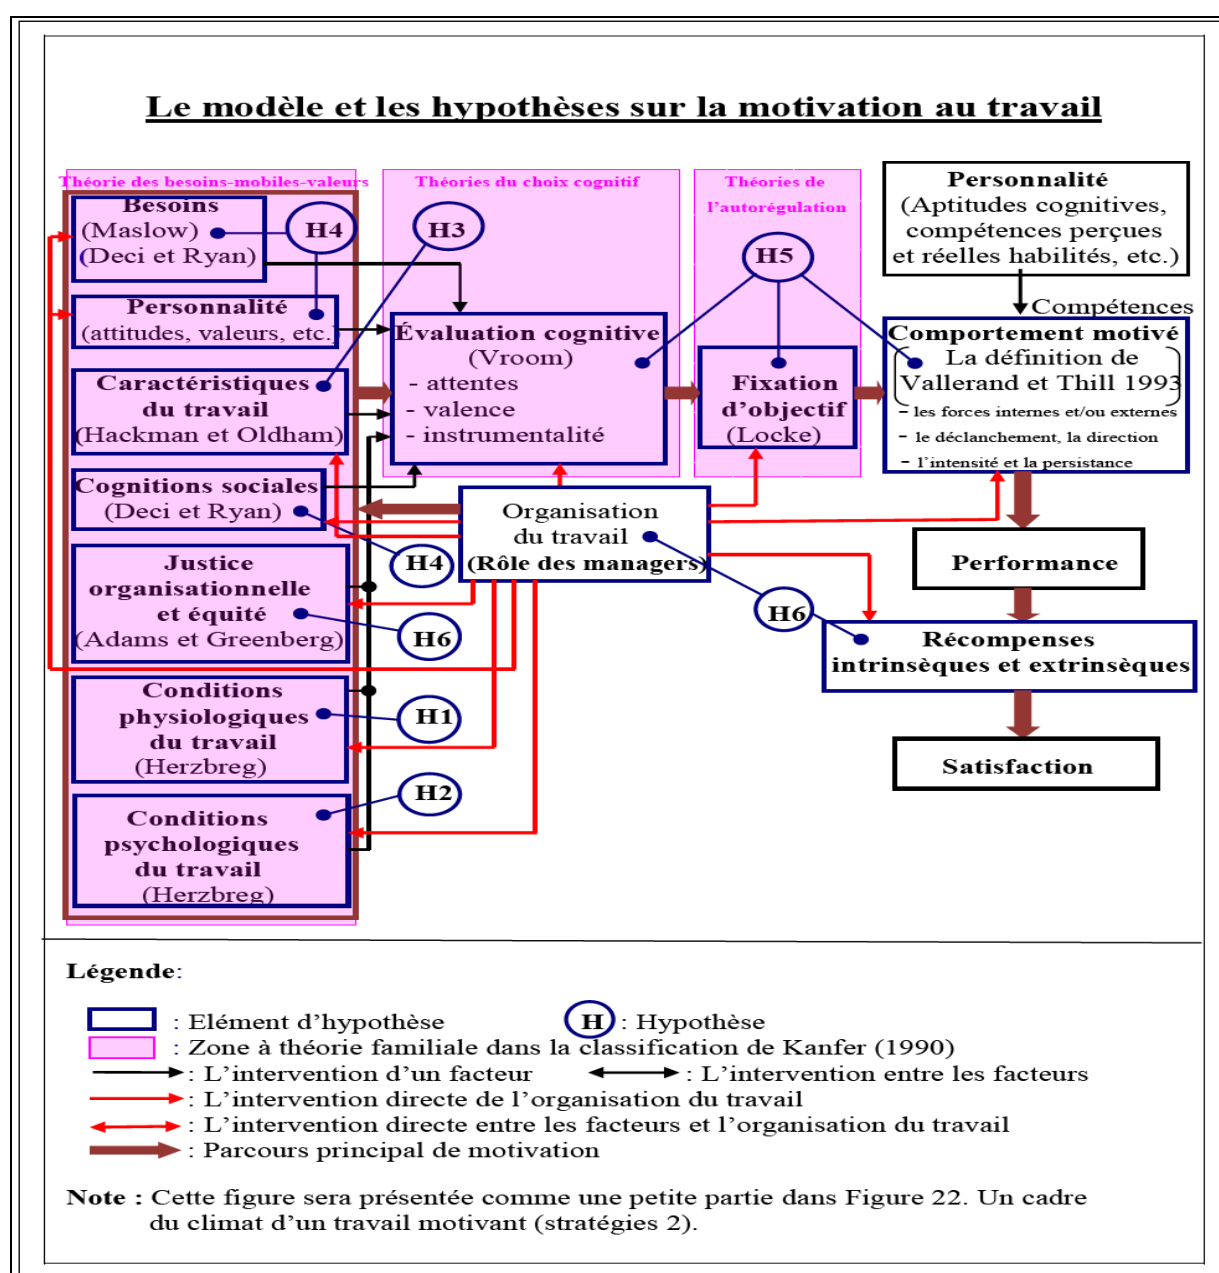 Le modèle et les hypothèses sur la motivation au travail
Théorie des besoins-mobiles-valeurs
Besoins
(Maslow)
(Deci et Ryan)
H4
Personnalité
(attitudes, valeurs, etc.)
Caractéristiques
du travail
(Hackman et Oldham)
Cognitions sociales
(Deci et Ryan)
Justice
organisationnelle
et équité
(Adams et Greenberg)
Conditions
physiologiques
du travail
(Herzbreg)
Conditions
psychologiques
du travail
(Herzbreg)
Théories du choix cognitif
H3
Évaluation cognitive
(Vroom)
- attentes
- valence
- instrumentalité
H4
H6
H1
H2
Théories de
l'autorégulation
H5
Fixation
d'objectif
(Locke)
Organisation
du travail
(Rôle des managers)
H6
Personnalité
(Aptitudes cognitives,
compétences perçues
et réelles habilités, etc.)
Compétences
Comportement motivé
La définition de
Vallerand et Thill 1993
- les forces internes et/ou externes
- le déclanchement, la direction
- l'intensité et la persistance
Performance
Récompenses
intrinsèques et extrinsèques
Satisfaction
Légende:
: Elément d'hypothèse
H : Hypothèse
: Zone à théorie familiale dans la classification de Kanfer (1990)
: L'intervention d'un facteur
: L'intervention entre les facteurs
: L'intervention directe de l'organisation du travail
: L'intervention directe entre les facteurs et l'organisation du travail
: Parcours principal de motivation
Note : Cette figure sera présentée comme une petite partie dans Figure 22. Un cadre
du climat d'un travail motivant (stratégies 2).